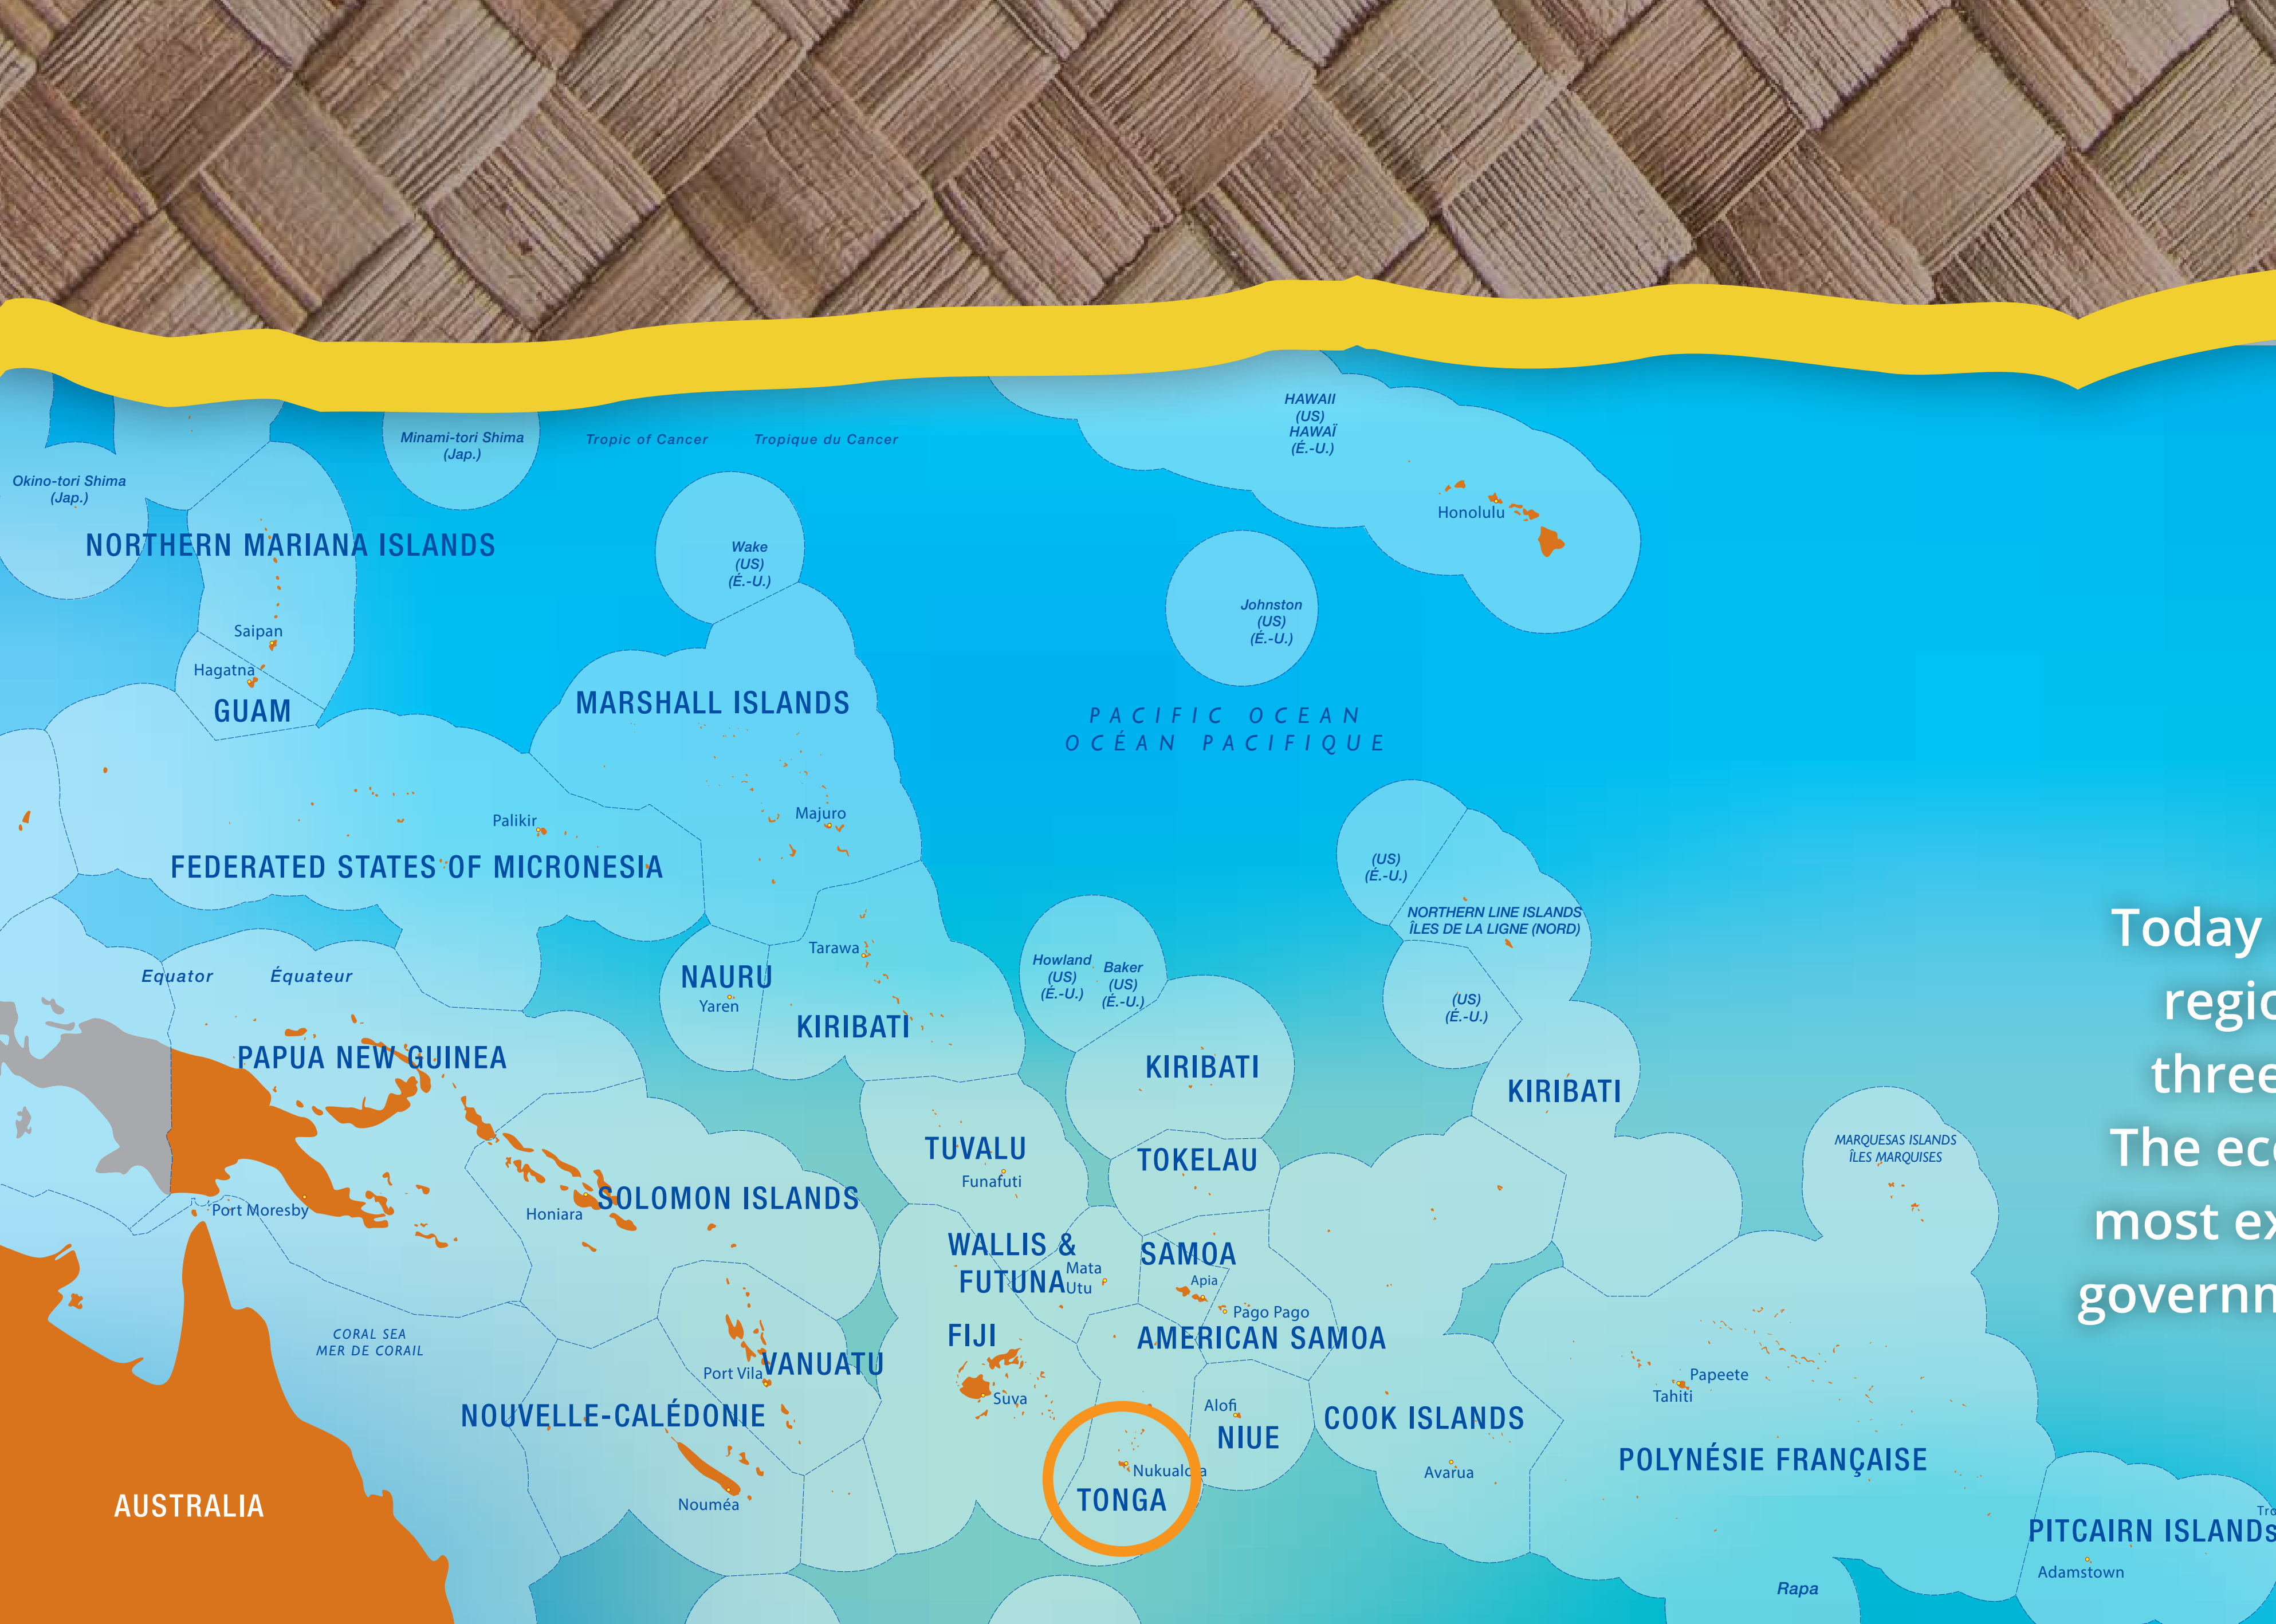 HAWAII
(US)
HAWAÏ
(É.-U.)
Minami-tori Shima
(Jap.)
Tropic of Cancer
Tropique du Cancer
Okino-tori Shima
(Jap.)
Honolulu
NORTHERN MARIANA ISLANDS
Wake
(US)
(É.-U.)
Johnston
(US)
(É.-U.)
Saipan
Hagatna
GUAM
MARSHALL ISLANDS
PACIFIC OCEAN
OCÉAN PACIFIQUE
Majuro
Palikir
FEDERATED STATES OF MICRONESIA
(US)
(É.-U.)
NORTHERN LINE ISLANDS
ÎLES DE LA LIGNE (NORD)
Tarawa
Equator
Équateur
NAURU
Yaren
KIRIBATI
Howland
(US)
(É.-U.)
Baker
(US)
(É.-U.)
(US)
(É.-U.)
PAPUA NEW GUINEA
KIRIBATI
KIRIBATI
TUVALU
Funafuti
TOKELAU
MARQUESAS ISLANDS
ÎLES MARQUISES
Port Moresby
Honiara
SOLOMON ISLANDS
WALLIS &
FUTUNA
Mata
Utu
SAMOA
Apia
Pago Pago
AMERICAN SAMOA
CORAL SEA
MER DE CORAIL
FIJI
Suva
Port Vila
VANUATU
NOUVELLE-CALÉDONIE
Nouméa
Alofi
NIUE
COOK ISLANDS
Avarua
Papeete
Tahiti
POLYNÉSIE FRANÇAISE
TONGA
AUSTRALIA
PITCAIRN ISLANDs
Adamstown
Rapa
Today
three
The
most